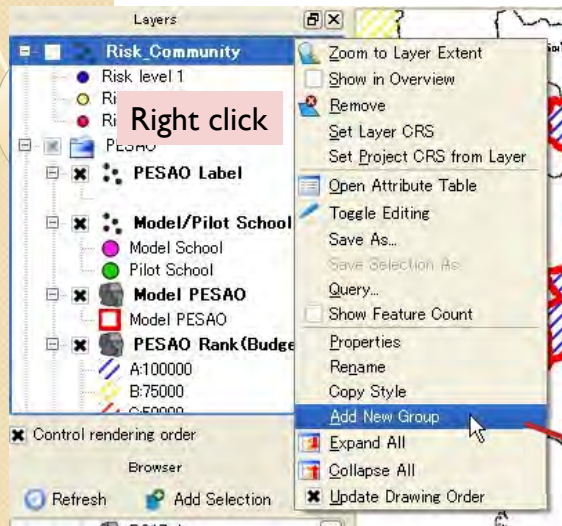 Layers
Risk_Community
Risk level 1
Ri
Ri
Right click
PESAO
PESAO Label
Model/Pilot School
Model School
Pilot School
Model PESAO
Model PESAO
PESAO Rank(Budge
A:100000
B:75000
C:50000
Control rendering order
Browser
Refresh
Add Selection
Zoom to Layer Extent
Show in Overview
Remove
Set Layer CRS
Set Project CRS from Layer
Open Attribute Table
Toggle Editing
Save As...
Save Selection As
Query...
Show Feature Count
Properties
Rename
Copy Style
Add New Group
Expand All
Collapse All
Update Drawing Order